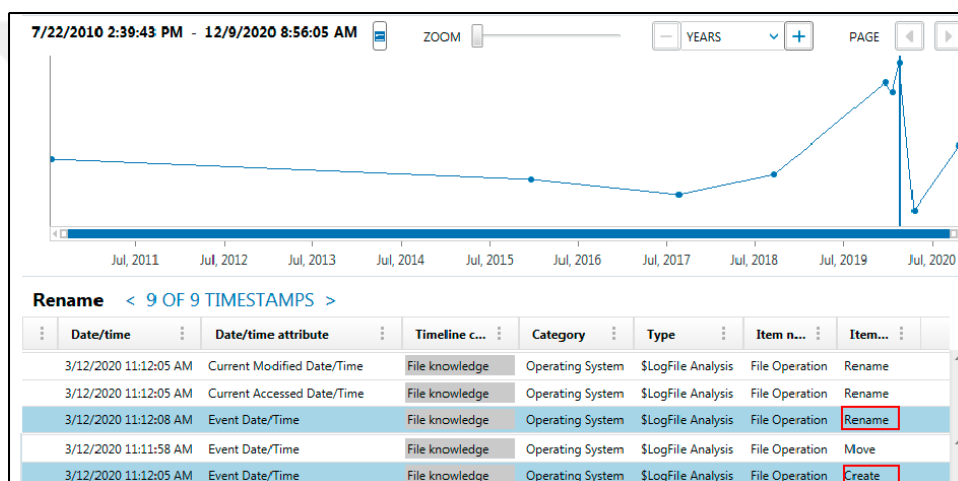 7/22/2010 2:39:43 PM - 12/9/2020 8:56:05 AM ZOOM YEARS PAGE
Jul, 2011 Jul, 2012 Jul, 2013 Jul, 2014 Jul, 2015 Jul, 2016 Jul, 2017 Jul, 2018 Jul, 2019 Jul, 2020
Rename < 9 OF 9 TIMESTAMPS >
Date/time Date/time attribute Timeline c... Category Type Item n... Item...
3/12/2020 11:12:05 AM Current Modified Date/Time File knowledge Operating System $LogFile Analysis File Operation Rename
3/12/2020 11:12:05 AM Current Accessed Date/Time File knowledge Operating System $LogFile Analysis File Operation Rename
3/12/2020 11:12:08 AM Event Date/Time File knowledge Operating System $LogFile Analysis File Operation Rename
3/12/2020 11:11:58 AM Event Date/Time File knowledge Operating System $LogFile Analysis File Operation Move
3/12/2020 11:12:05 AM Event Date/Time File knowledge Operating System $LogFile Analysis File Operation Create